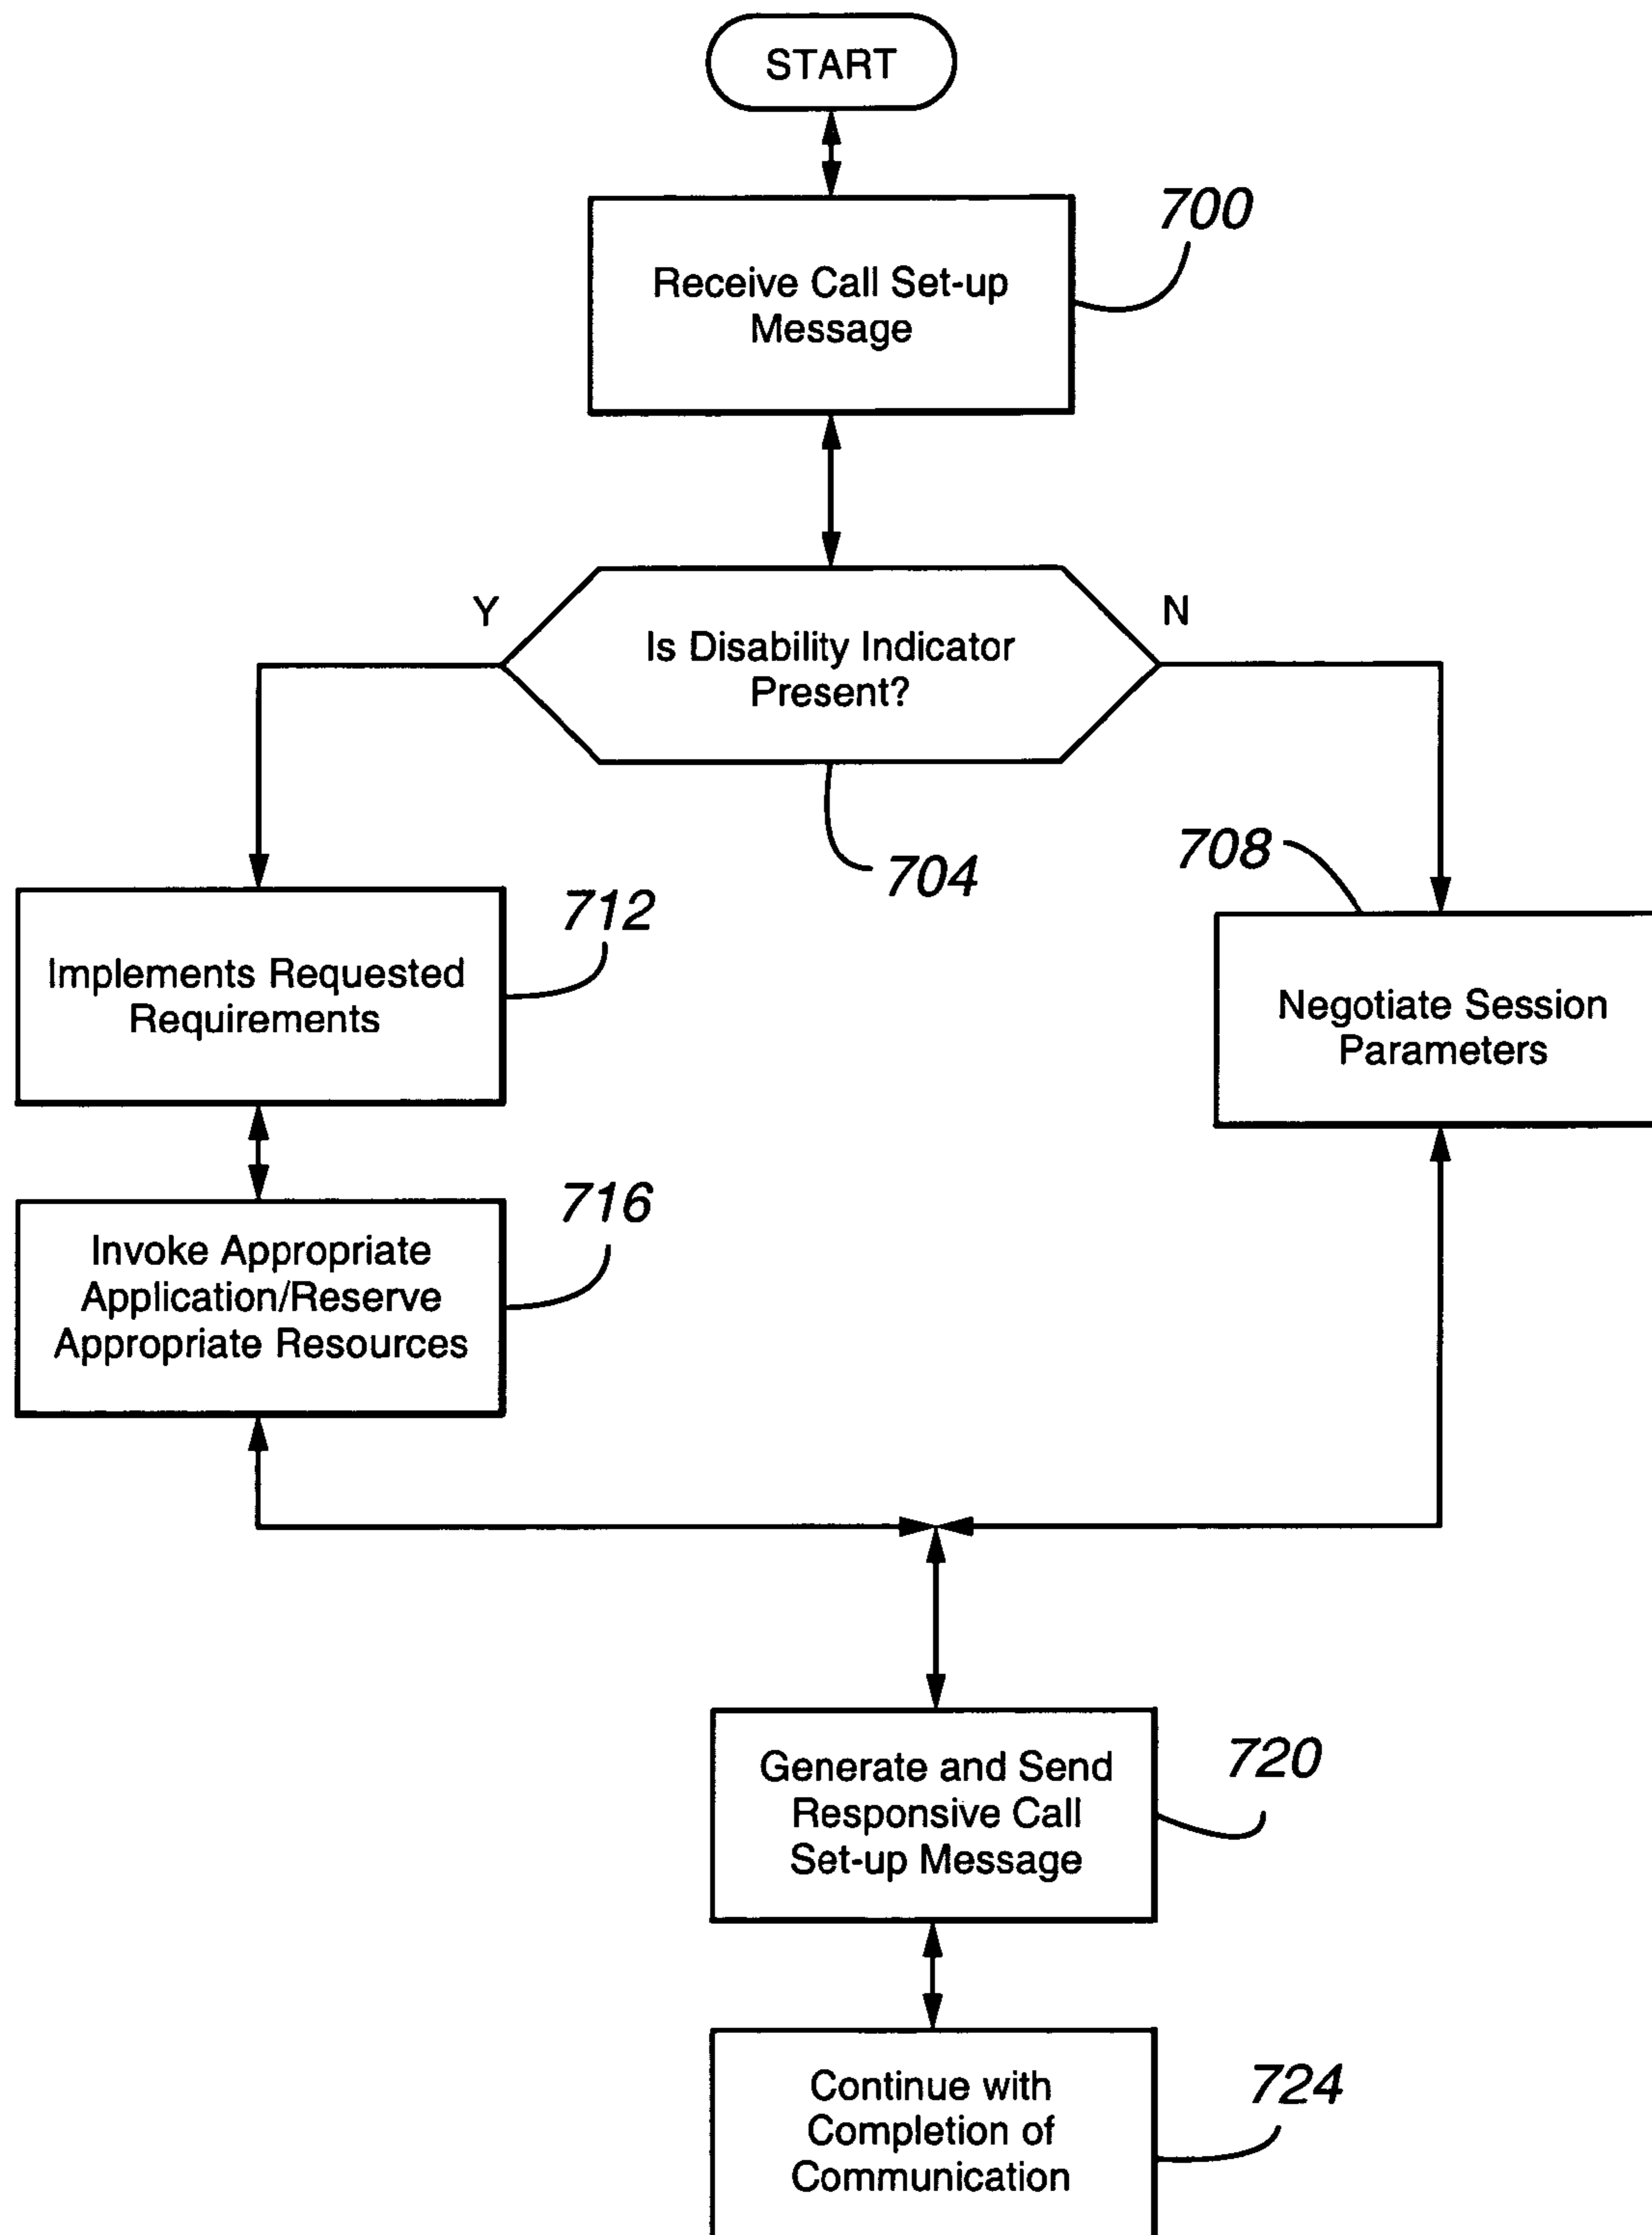 START
700
Receive Call Set-up
Message
Y
N
Is Disability Indicator
Present?
704
708
712
Implements Requested
Requirements
Negotiate Session
Parameters
716
Invoke Appropriate
Application/Reserve
Appropriate Resources
720
Generate and Send
Responsive Call
Set-up Message
724
Continue with
Completion of
Communication